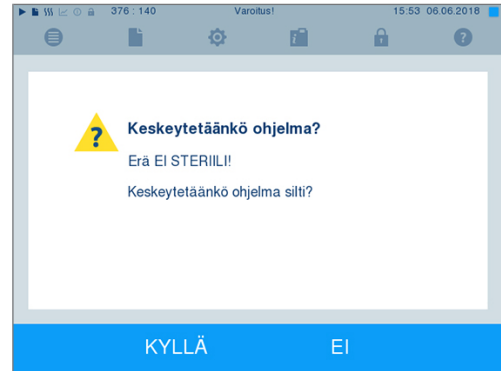 376 : 140 Varoitus! 15:53 06.06.2018
Keskeytetäänkö ohjelma?
Erä EI STERIILI!
Keskeytetäänkö ohjelma silti?
KYLLÄ EI